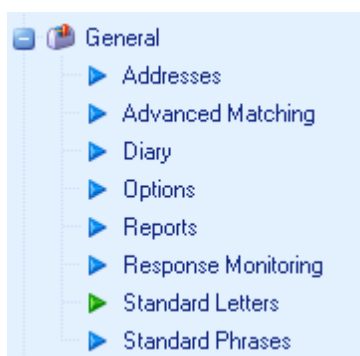 General
Addresses
Advanced Matching
Diary
Options
Reports
Response Monitoring
Standard Letters
Standard Phrases